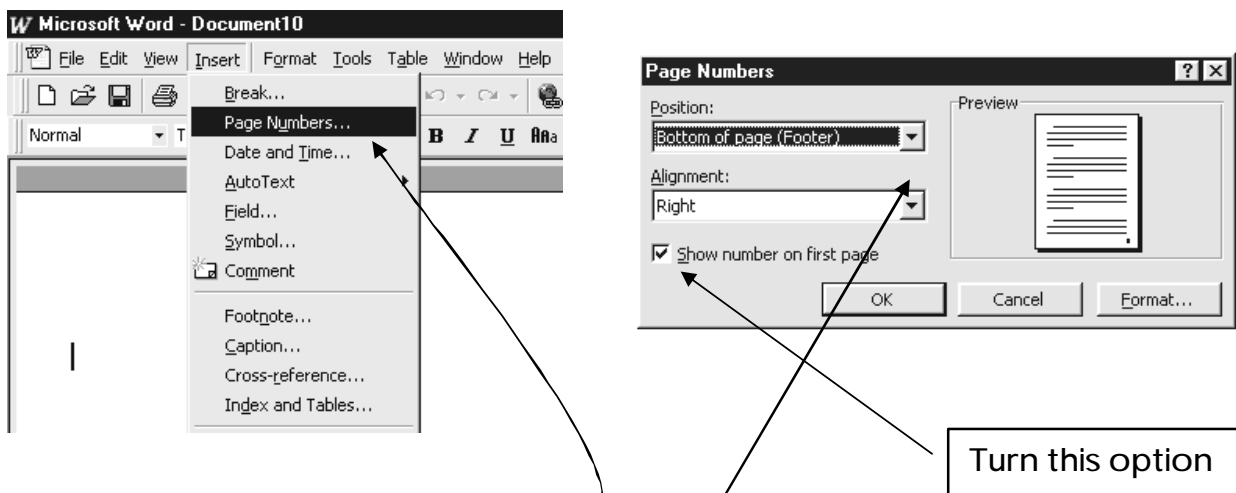 W Microsoft Word - Document10
File Edit View Insert Format Tools Table Window Help
Normal T B I U AAa
Break...
Page Numbers...
Date and Time...
AutoText
Field...
Symbol...
Comment
Footnote...
Caption...
Cross-reference...
Index and Tables...
Page Numbers
Position:
Bottom of page (Footer)
Alignment:
Right
Show number on first page
Preview
OK Cancel Format...
Turn this option